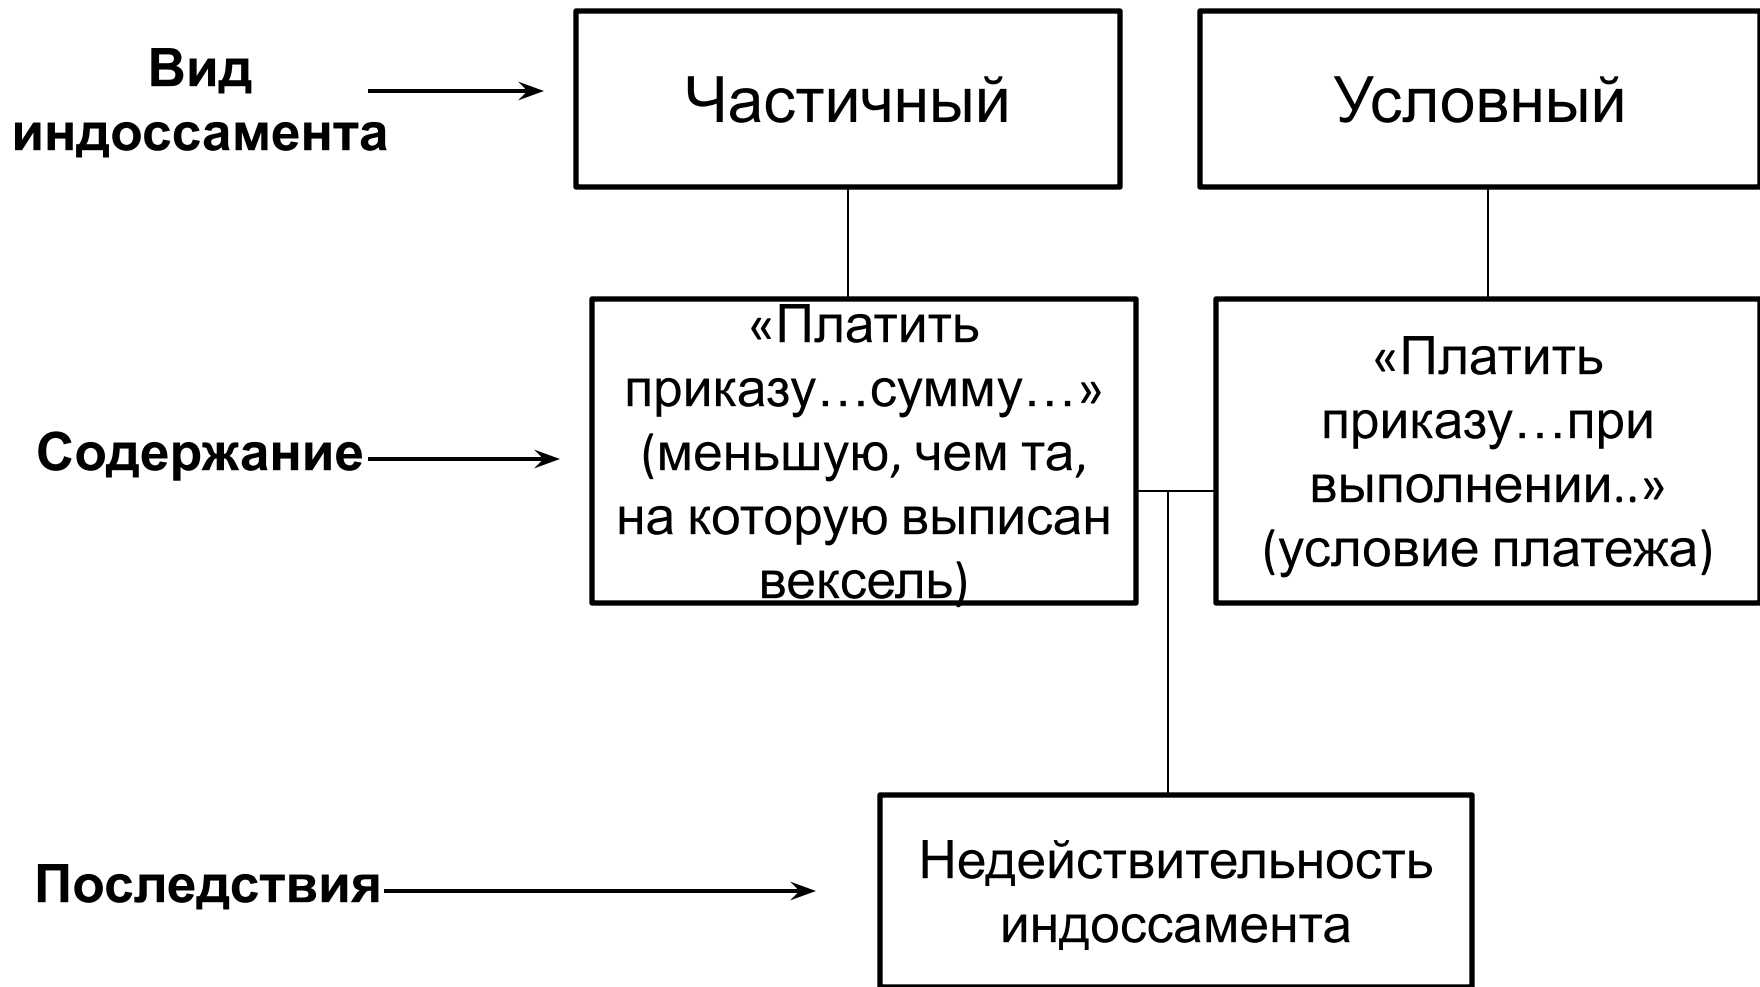 Вид
индоссамента
Частичный
Условный
Содержание
«Платить
приказу…сумму…»
(меньшую, чем та,
на которую выписан
вексель)
«Платить
приказу…при
выполнении..»
(условие платежа)
Последствия
Недействительность
индоссамента